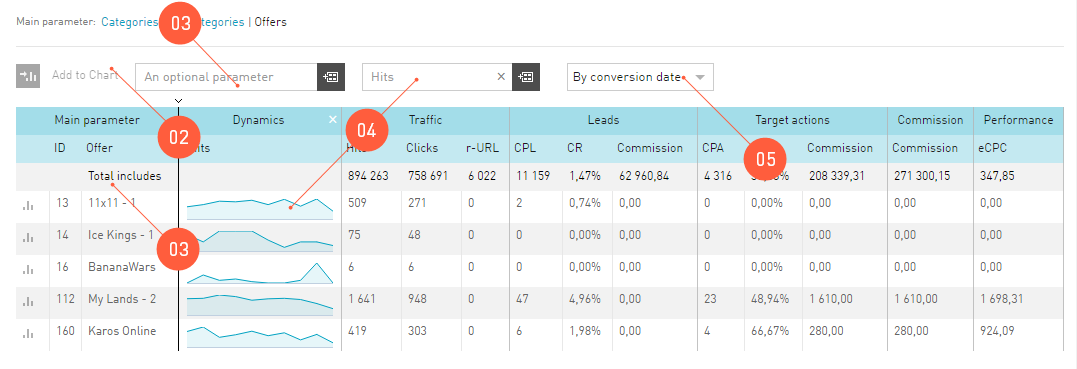 Main parameter: Categories 03 tegories | Offers
Add to Chart An optional parameter Hits × By conversion date
Main parameter Dynamics × Traffic Leads Target actions Commission Performance
02 04 05
ID Offer Hits Clicks r-URL CPL CR Commission CPA Commission Commission eCPC
Total includes 894 263 758 691 6 022 11 159 1,47% 62 960,84 4 316 208 339,31 271 300,15 347,85
13 11x11 - 1 509 271 0 2 0,74% 0,00 0 0,00% 0,00 0,00 0,00
03
14 Ice Kings - 1 75 48 0 0 0,00% 0,00 0 0,00% 0,00 0,00 0,00
16 BananaWars 6 6 0 0 0,00% 0,00 0 0,00% 0,00 0,00 0,00
112 My Lands - 2 1 641 948 0 47 4,96% 0,00 23 48,94% 1 610,00 1 610,00 1 698,31
160 Karos Online 419 303 0 6 1,98% 0,00 4 66,67% 280,00 280,00 924,09